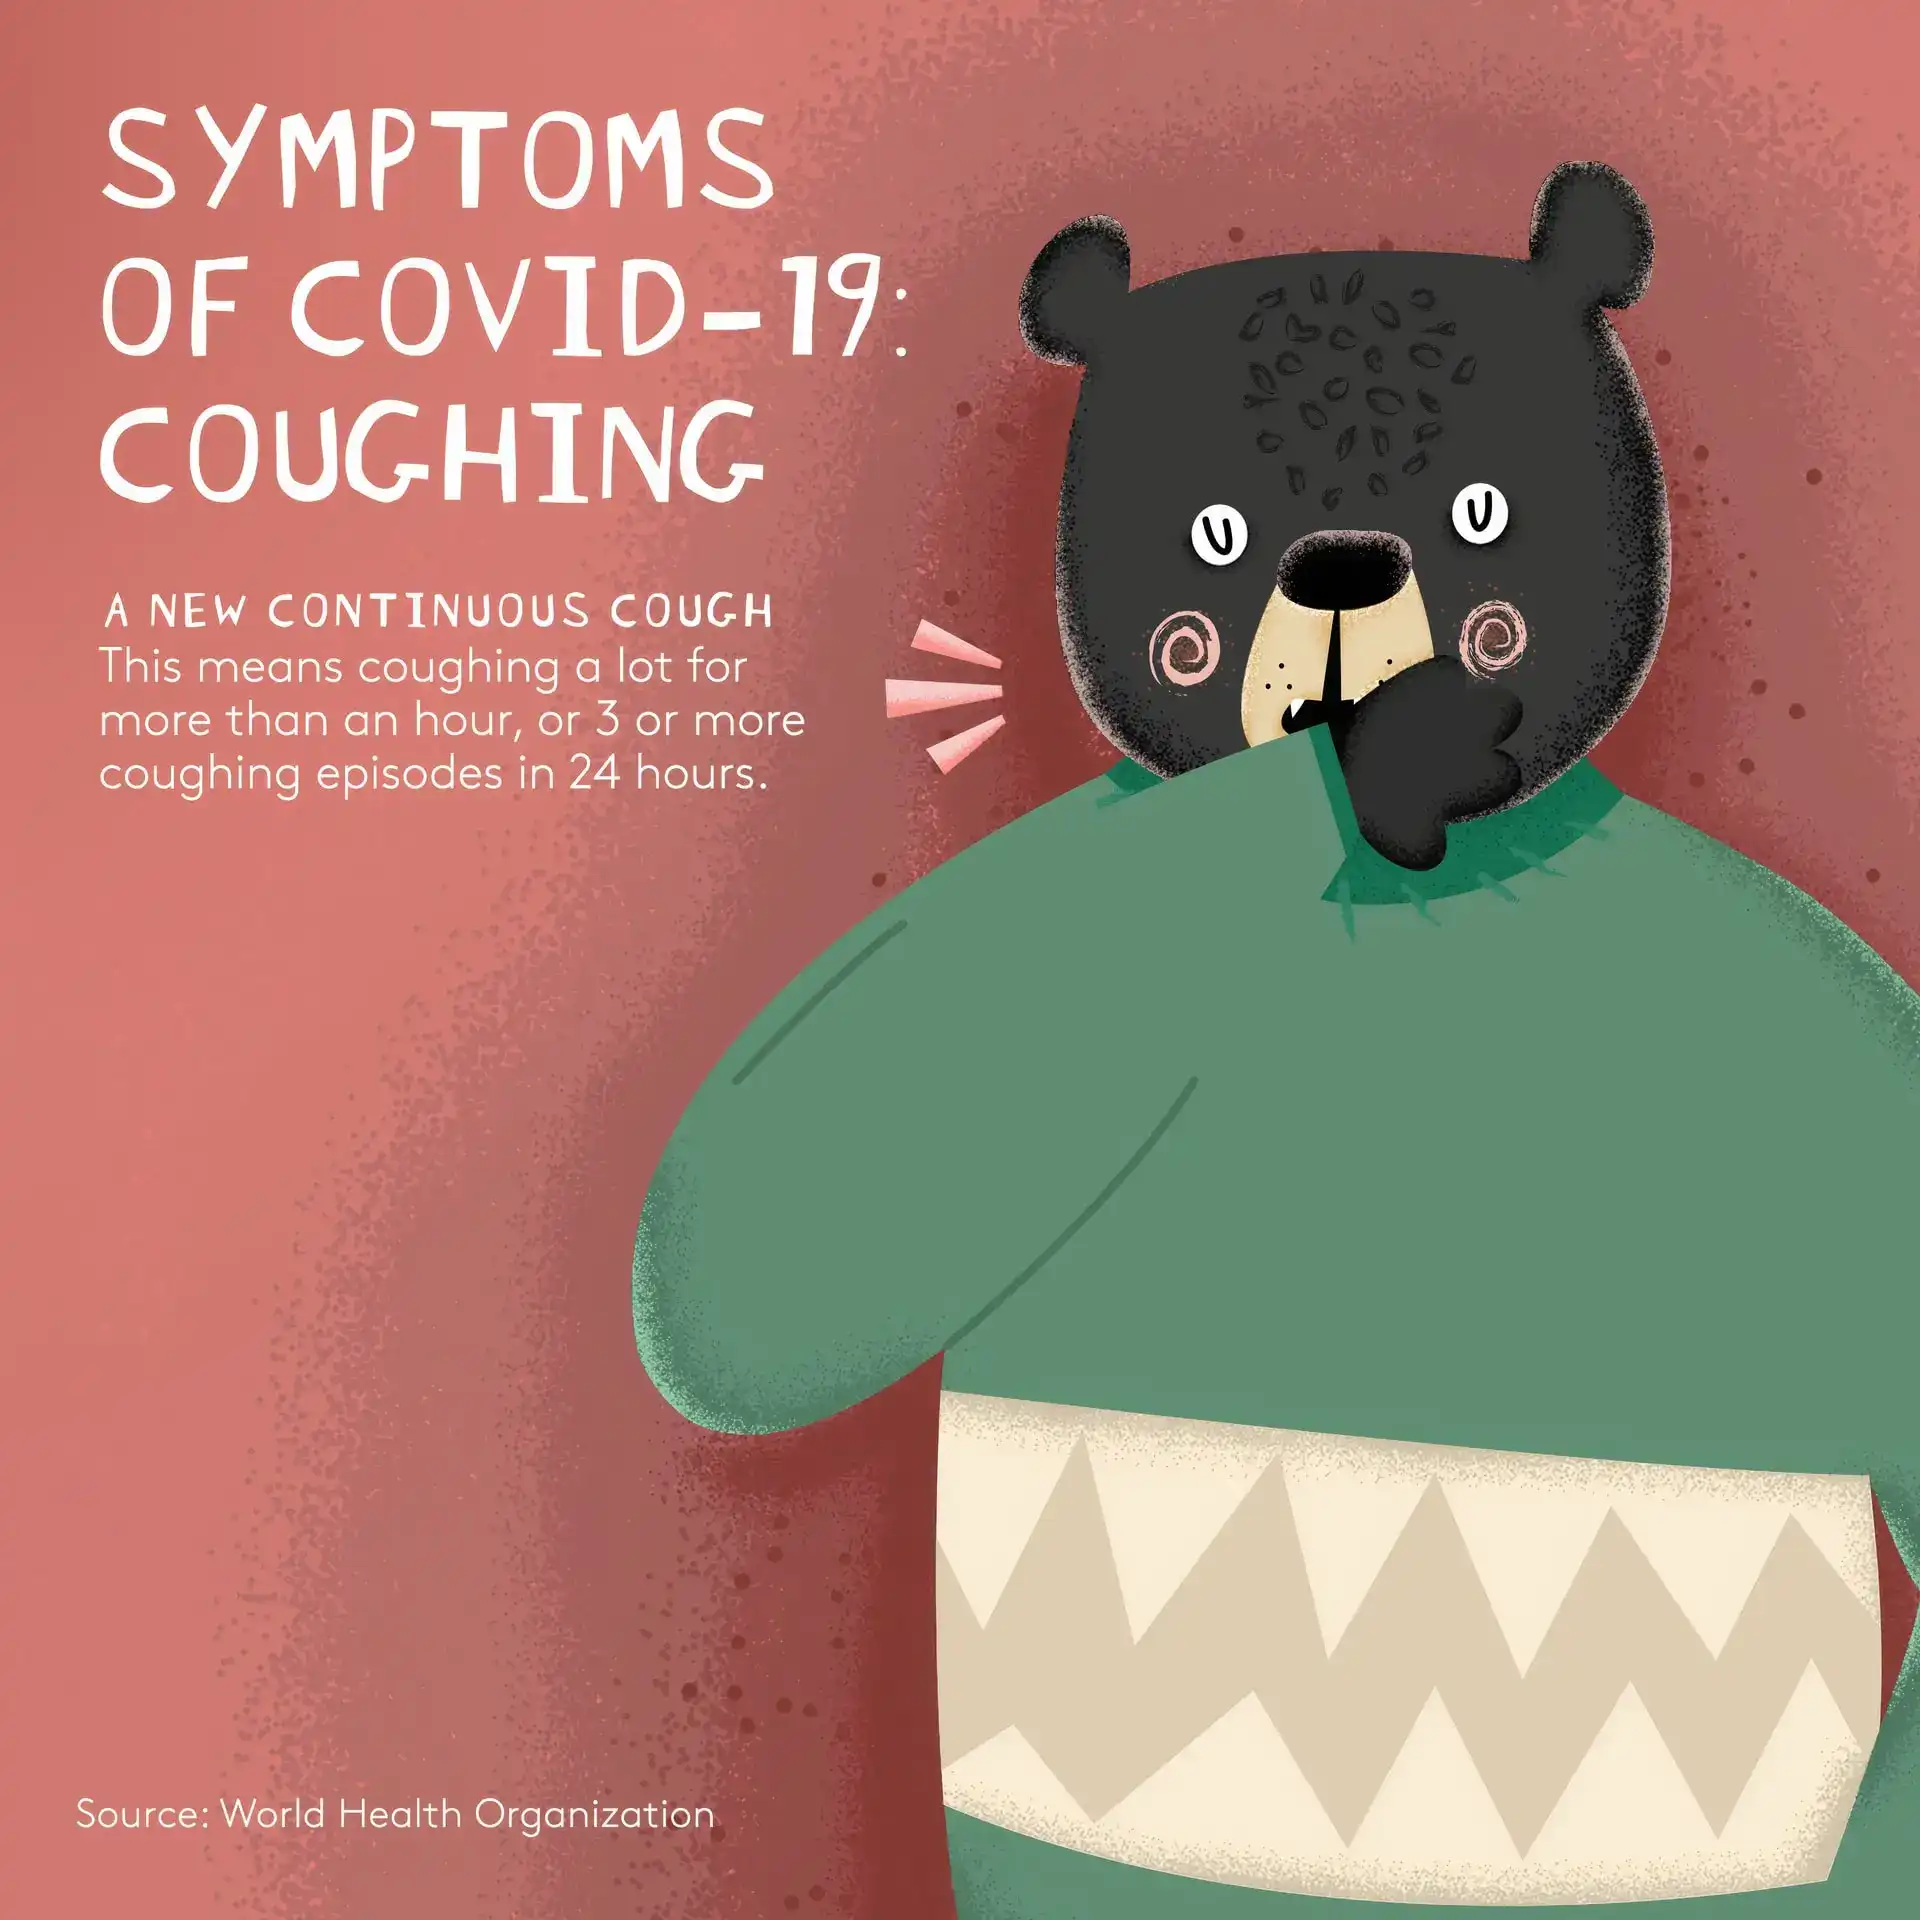 SYMPTOMS
OF COVID-19:
COUGHING
A NEW CONTINUOUS COUGH
This means coughing a lot for
more than an hour, or 3 or more
coughing episodes in 24 hours.
Source: World Health Organization